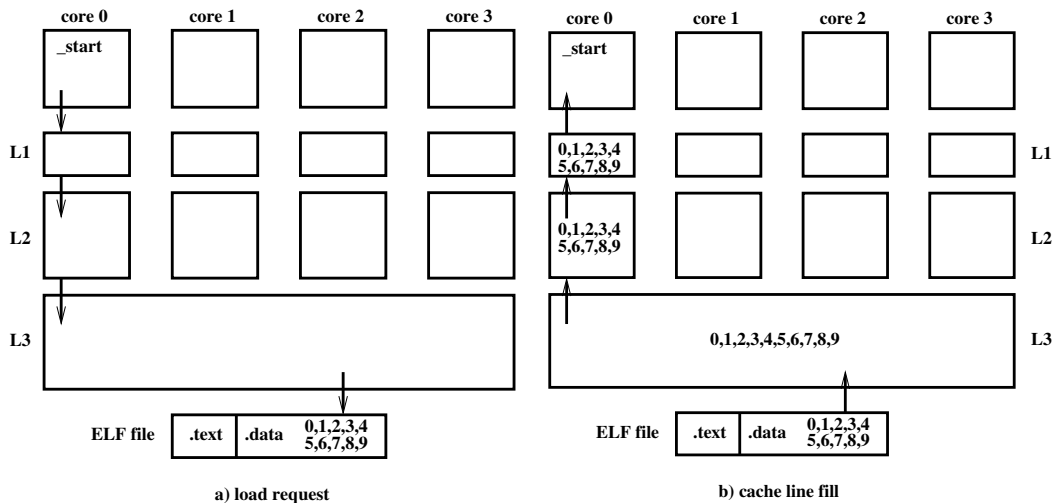 core 0 core 1 core 2 core 3 core 0 core 1 core 2 core 3
_start _start
L1 0,1,2,3,4 L1
5,6,7,8,9
L2 0,1,2,3,4 L2
5,6,7,8,9
L3 0,1,2,3,4,5,6,7,8,9 L3
ELF file .text .data 0,1,2,3,4 ELF file .text .data 0,1,2,3,4
5,6,7,8,9 5,6,7,8,9
a) load request b) cache line fill